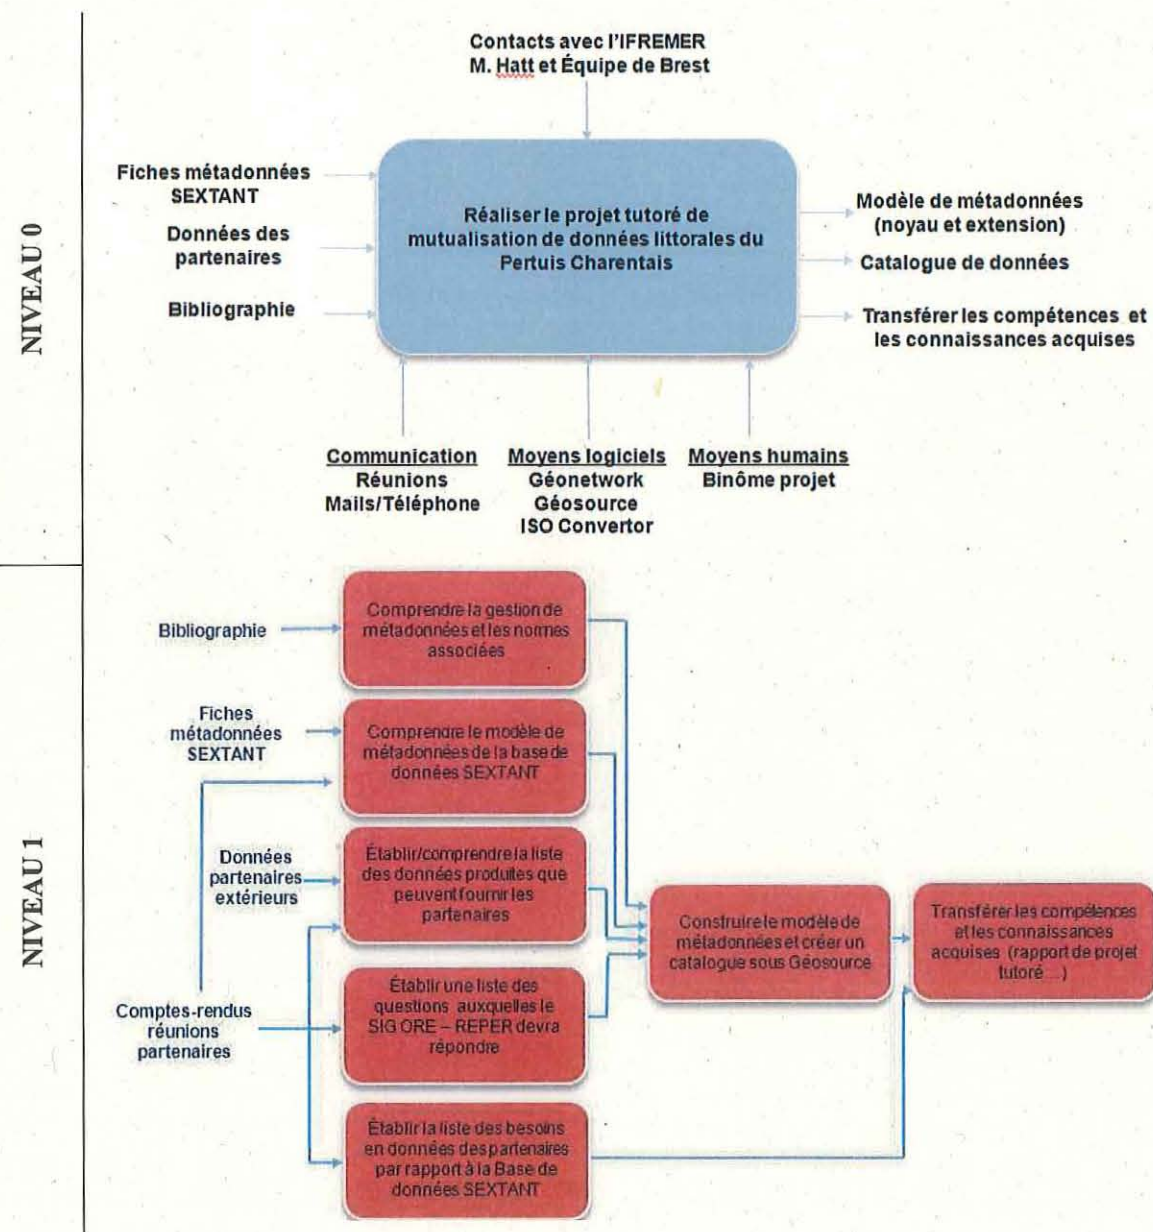 NIVEAU 0
Contacts avec l'IFREMER
M. Hatt et Équipe de Brest
Fiches métadonnées
SEXTANT
Données des
partenaires
Bibliographie
Réaliser le projet tutoré de
mutualisation de données littorales du
Pertuis Charentais
Modèle de métadonnées
(noyau et extension)
Catalogue de données
Transférer les compétences et
les connaissances acquises
Communication
Réunions
Mails/Téléphone
Moyens logiciels
Géonetwork
Géosource
ISO Convertor
Moyens humains
Binôme projet
NIVEAU 1
Bibliographie
Comprendre la gestion de
métadonnées et les normes
associées
Fiches
métadonnées
SEXTANT
Comprendre le modèle de
métadonnées de la base de
données SEXTANT
Données
partenaires
extérieurs
Établir/comprendre la liste
des données produites que
peuvent fournir les
partenaires
Comptes-rendus
réunions
partenaires
Établir une liste des
questions auxquelles le
SIG ORE – REPER devra
répondre
Établir la liste des besoins
en données des partenaires
par rapport à la Base de
données SEXTANT
Construire le modèle de
métadonnées et créer un
catalogue sous Géosource
Transférer les compétences
et les connaissances
acquises (rapport de projet
tutoré…)